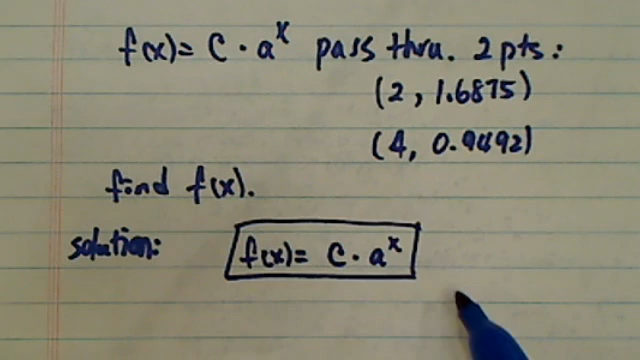 f(x) = C · a^x pass thru. 2 pts:
(2, 1.6875)
(4, 0.9492)
find f(x).
solution: f(x) = C · a^x